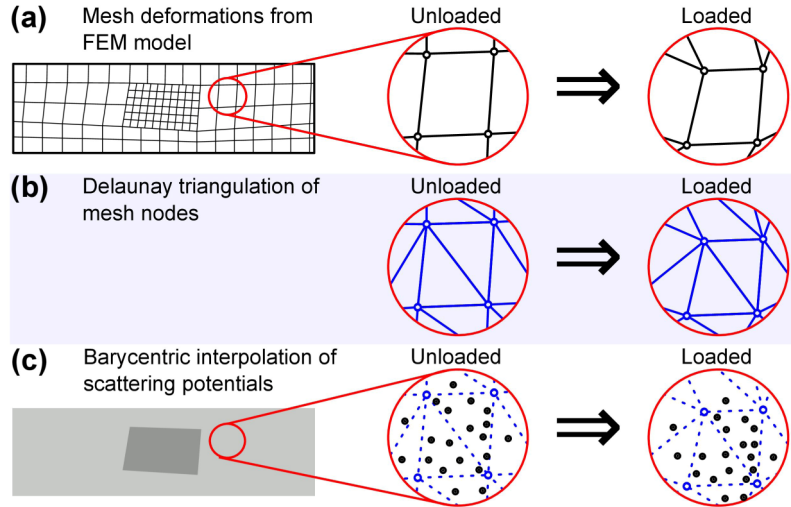 (a) Mesh deformations from
FEM model
Unloaded
Loaded
(b) Delaunay triangulation of
mesh nodes
Unloaded
Loaded
(c) Barycentric interpolation of
scattering potentials
Unloaded
Loaded